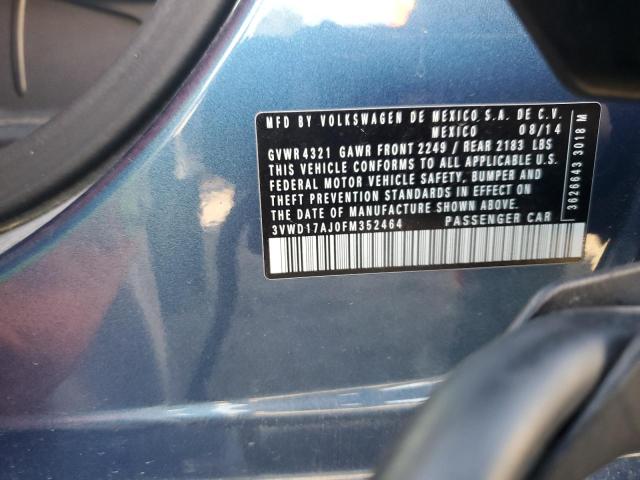 MFD BY VOLKSWAGEN DE MEXICO S.A. DE C.V.
MEXICO 08/14
GVWR 4321 GAWR FRONT 2249 / REAR 2183 LBS
THIS VEHICLE CONFORMS TO ALL APPLICABLE U.S.
FEDERAL MOTOR VEHICLE SAFETY, BUMPER AND
THEFT PREVENTION STANDARDS IN EFFECT ON
THE DATE OF MANUFACTURE SHOWN ABOVE.
3VWD17AJ0FM352464 PASSENGER CAR
3626643 3018 M